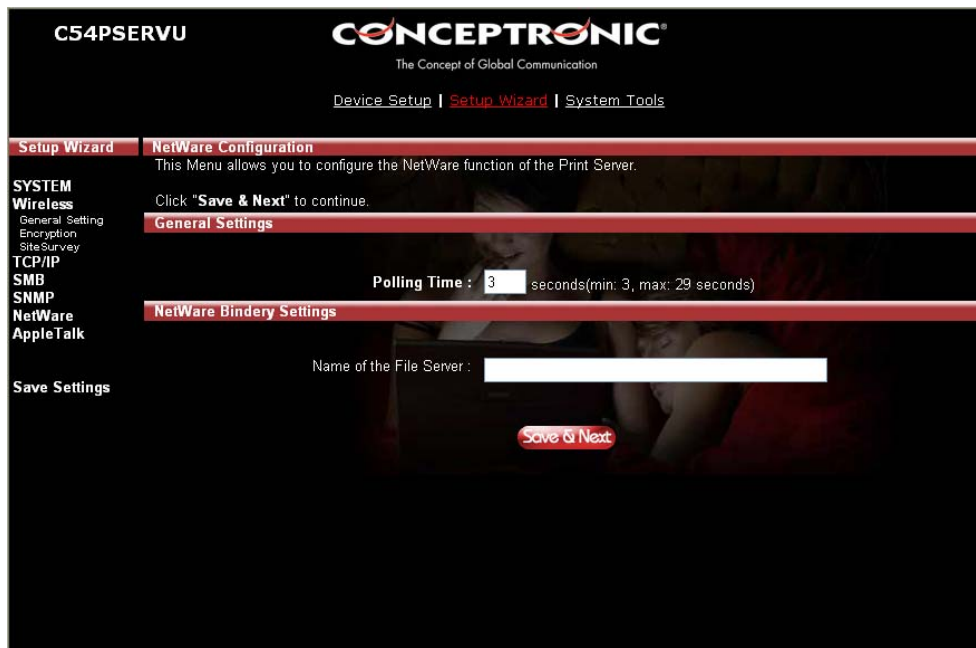 C54PSERVU
CONCEPTRONIC®
The Concept of Global Communication
Device Setup | Setup Wizard | System Tools
Setup Wizard
SYSTEM
Wireless
General Setting
Encryption
SiteSurvey
TCP/IP
SMB
SNMP
NetWare
AppleTalk
Save Settings
NetWare Configuration
This Menu allows you to configure the NetWare function of the Print Server.
Click "Save & Next" to continue.
General Settings
Polling Time : 3 seconds(min: 3, max: 29 seconds)
NetWare Bindery Settings
Name of the File Server :
Save & Next